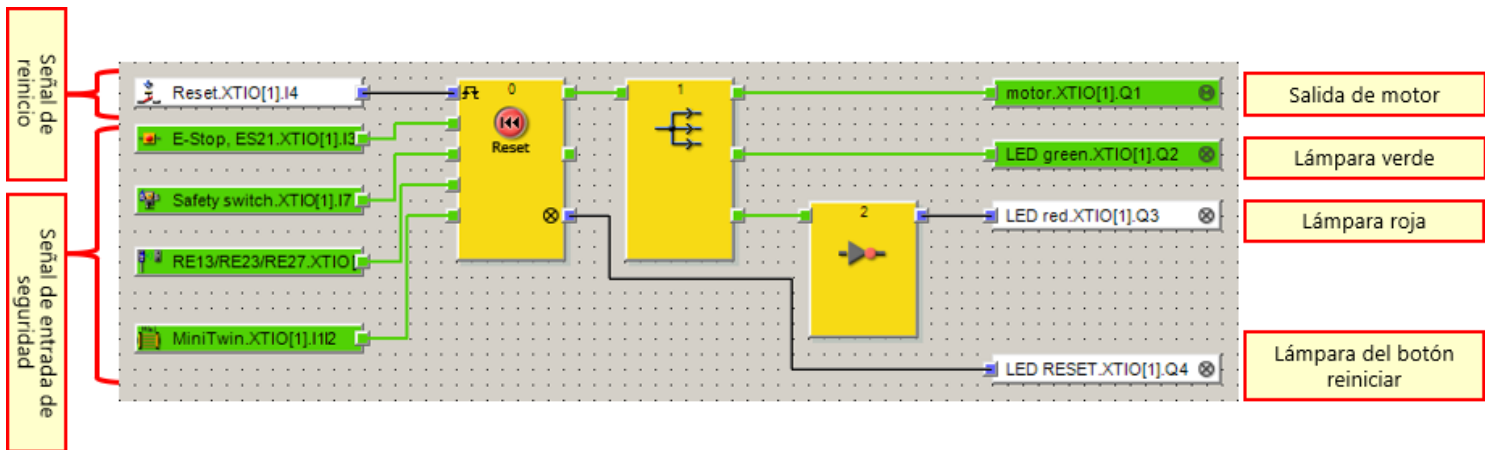 Señal de
reinicio
Señal de entrada de
seguridad
Reset.XTIO[1].I4
E-Stop, ES21.XTIO[1].I3
Safety switch.XTIO[1].I7
RE13/RE23/RE27.XTIO[
MiniTwin.XTIO[1].I1I2
0
Reset
1
2
motor.XTIO[1].Q1
LED green.XTIO[1].Q2
LED red.XTIO[1].Q3
LED RESET.XTIO[1].Q4
Salida de motor
Lámpara verde
Lámpara roja
Lámpara del botón
reiniciar